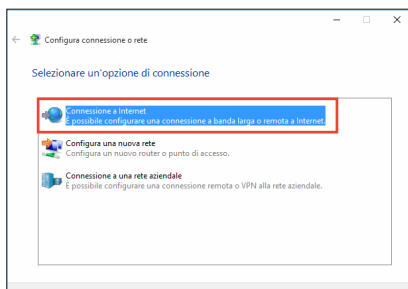 Configura connessione o rete
Selezionare un'opzione di connessione
Connessione a Internet
È possibile configurare una connessione a banda larga o remota a Internet.
Configura una nuova rete
Configura un nuovo router o punto di accesso.
Connessione a una rete aziendale
È possibile configurare una connessione remota o VPN alla rete aziendale.